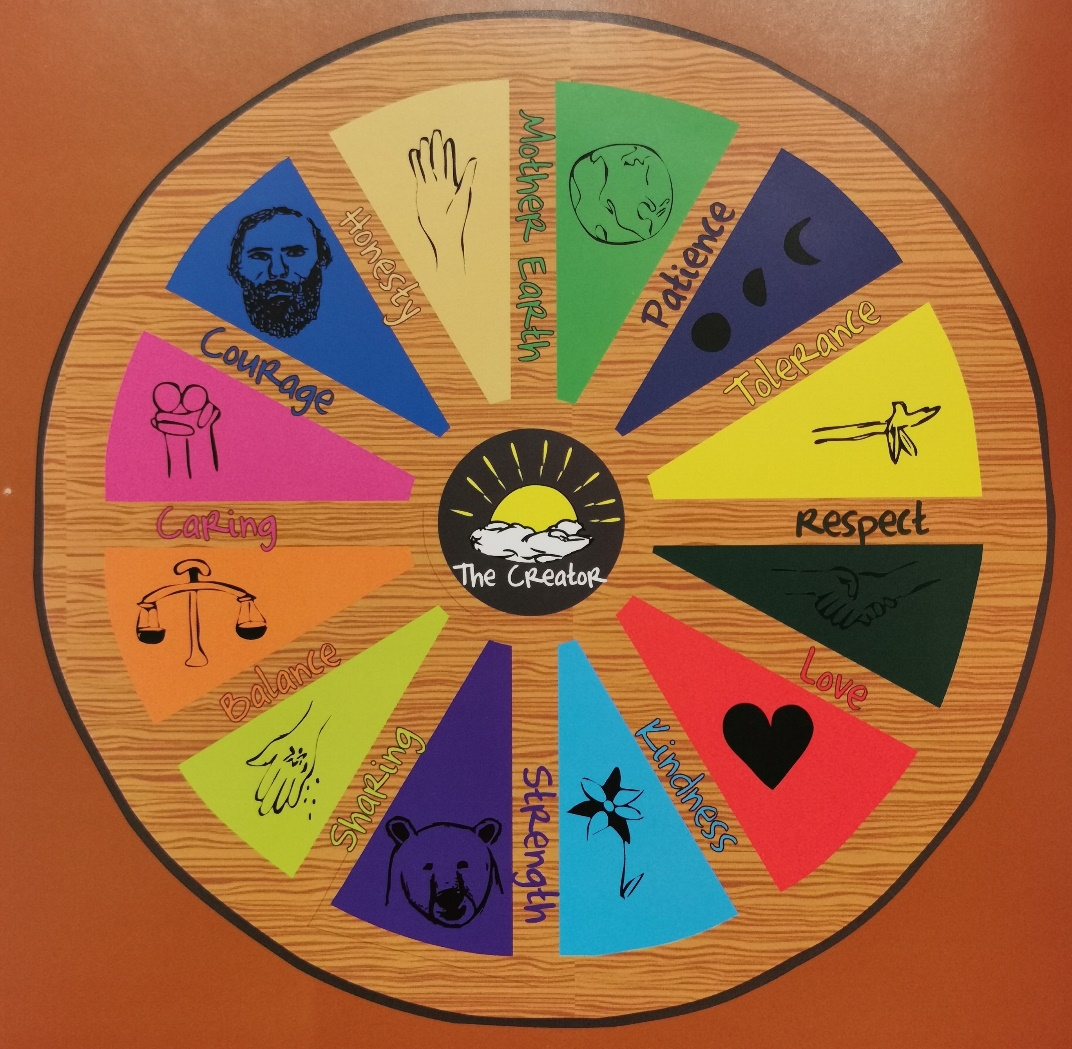 Mother Earth
Patience
Tolerance
Respect
Love
Kindness
Strength
Sharing
Balance
Caring
Courage
Honesty
The Creator